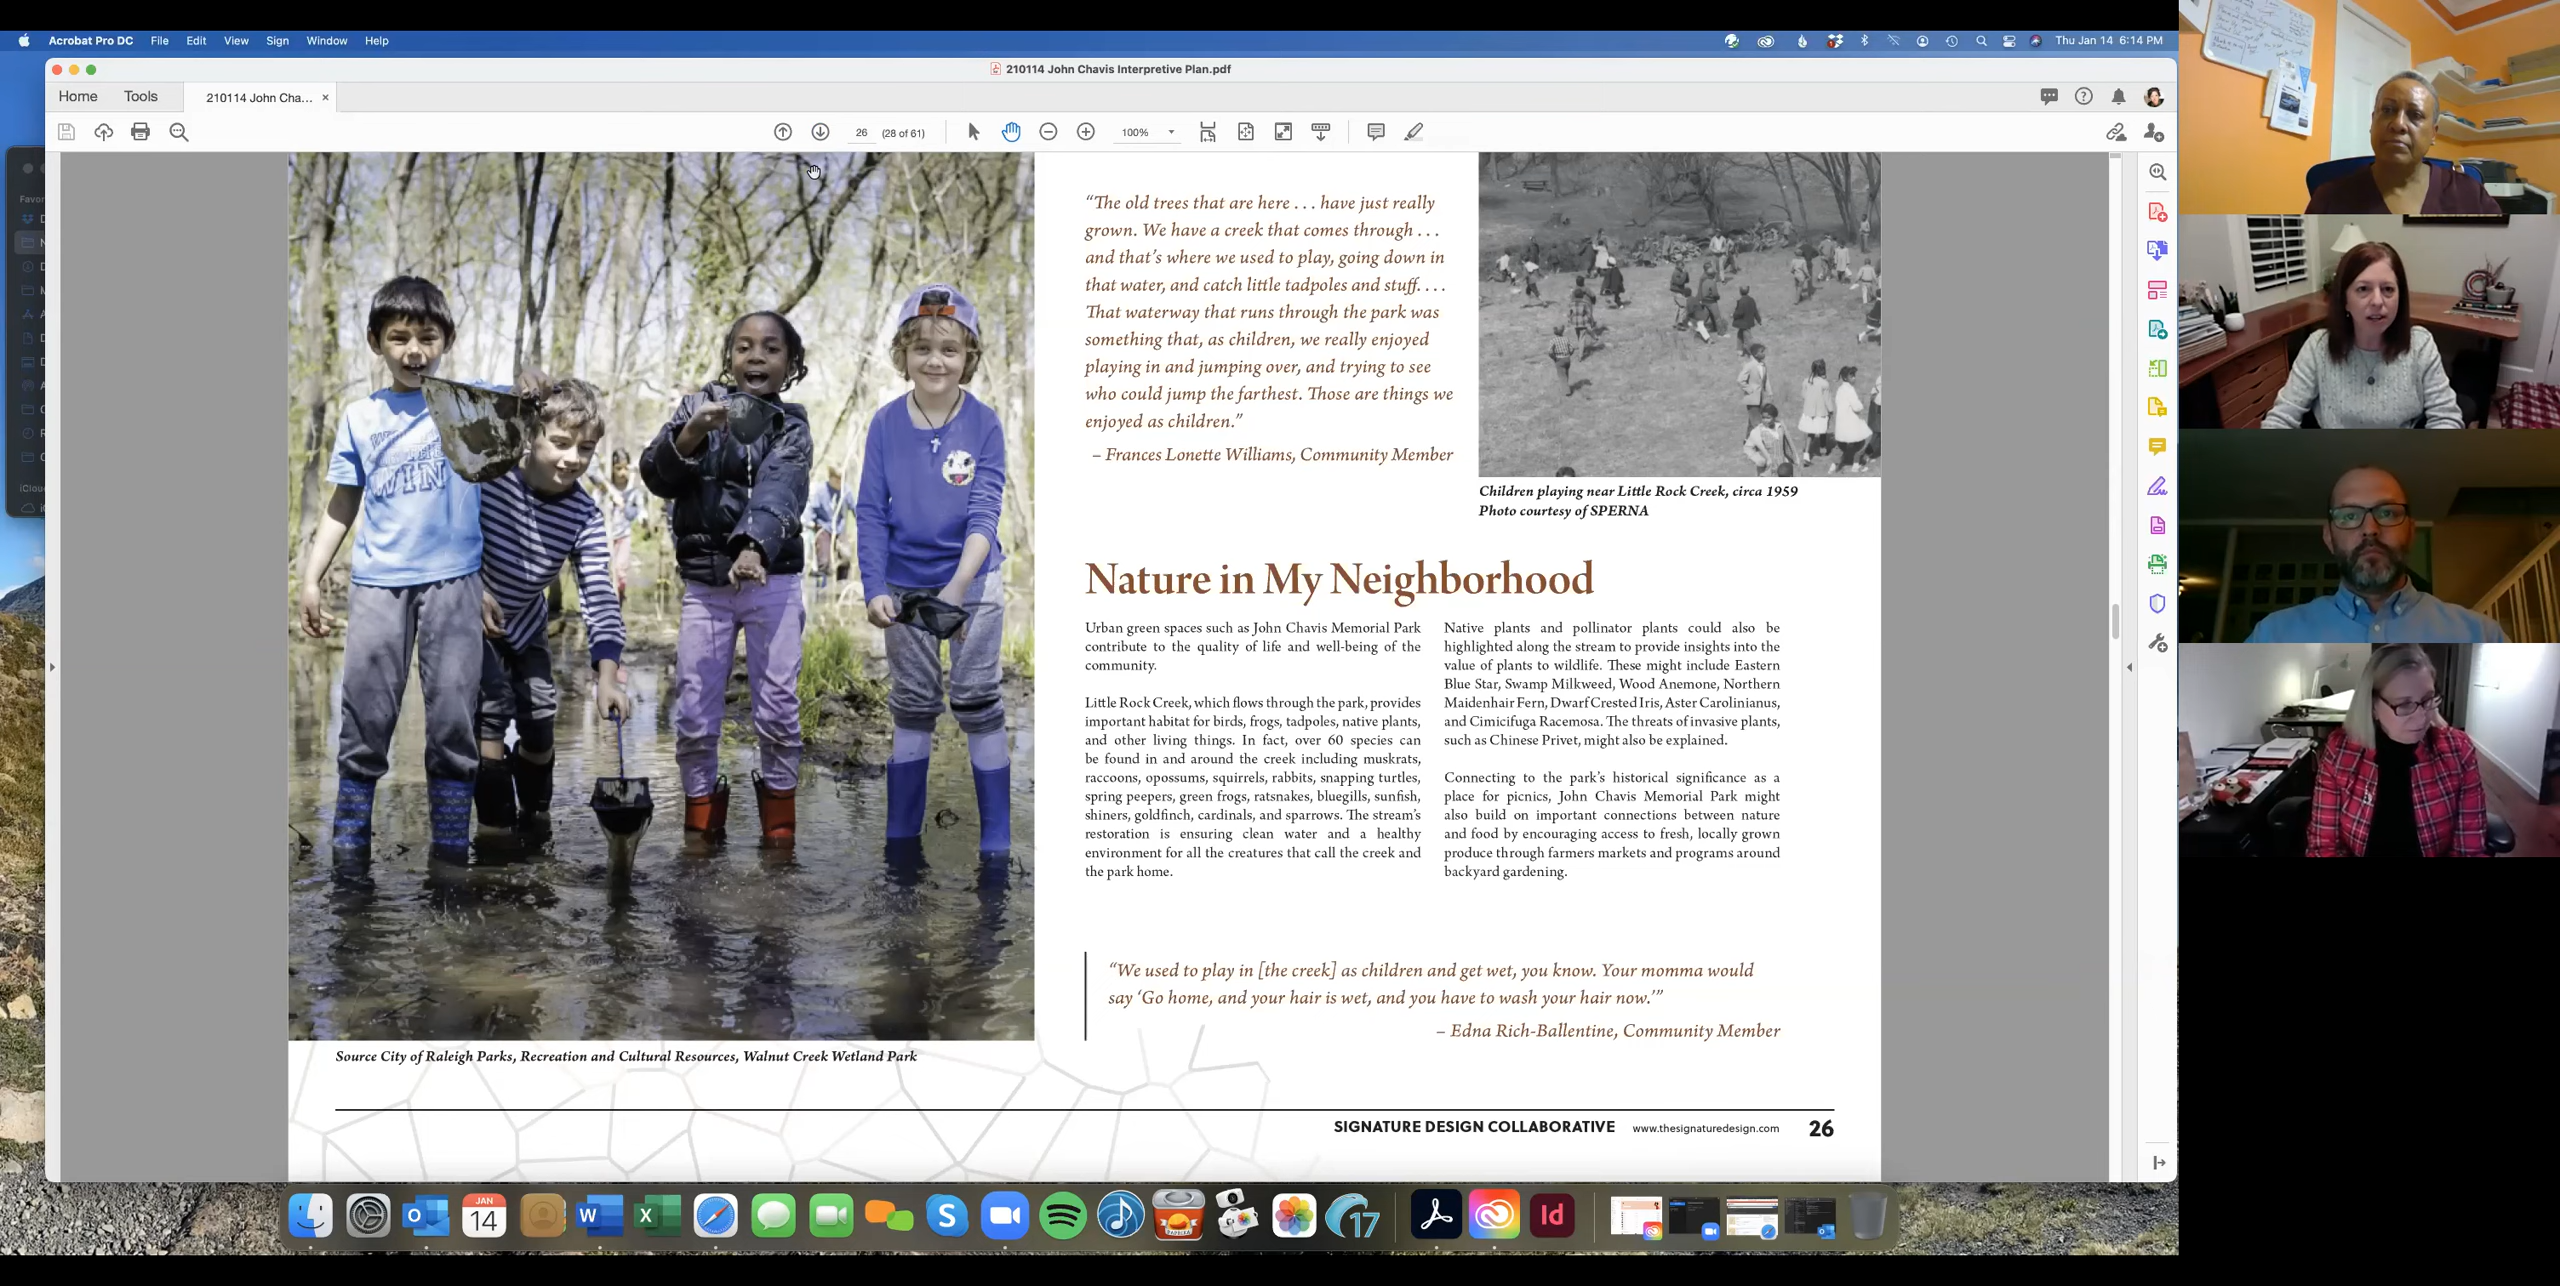 Acrobat Pro DC File Edit View Sign Window Help
Thu Jan 14 6:14 PM
210114 John Chavis Interpretive Plan.pdf
Home Tools 210114 John Cha... ×
26 (28 of 61) 100%
Favor
iClou
“The old trees that are here . . . have just really
grown. We have a creek that comes through . . .
and that’s where we used to play, going down in
that water, and catch little tadpoles and stuff. . . .
That waterway that runs through the park was
something that, as children, we really enjoyed
playing in and jumping over, and trying to see
who could jump the farthest. Those are things we
enjoyed as children.”
– Frances Lonette Williams, Community Member
Children playing near Little Rock Creek, circa 1959
Photo courtesy of SPERNA
WIN
Nature in My Neighborhood
Urban green spaces such as John Chavis Memorial Park
contribute to the quality of life and well-being of the
community.
Little Rock Creek, which flows through the park, provides
important habitat for birds, frogs, tadpoles, native plants,
and other living things. In fact, over 60 species can
be found in and around the creek including muskrats,
raccoons, opossums, squirrels, rabbits, snapping turtles,
spring peepers, green frogs, ratsnakes, bluegills, sunfish,
shiners, goldfinch, cardinals, and sparrows. The stream’s
restoration is ensuring clean water and a healthy
environment for all the creatures that call the creek and
the park home.
Native plants and pollinator plants could also be
highlighted along the stream to provide insights into the
value of plants to wildlife. These might include Eastern
Blue Star, Swamp Milkweed, Wood Anemone, Northern
Maidenhair Fern, Dwarf Crested Iris, Aster Carolinianus,
and Cimicifuga Racemosa. The threats of invasive plants,
such as Chinese Privet, might also be explained.
Connecting to the park’s historical significance as a
place for picnics, John Chavis Memorial Park might
also build on important connections between nature
and food by encouraging access to fresh, locally grown
produce through farmers markets and programs around
backyard gardening.
“We used to play in [the creek] as children and get wet, you know. Your momma would
say ‘Go home, and your hair is wet, and you have to wash your hair now.’”
– Edna Rich-Ballentine, Community Member
Source City of Raleigh Parks, Recreation and Cultural Resources, Walnut Creek Wetland Park
SIGNATURE DESIGN COLLABORATIVE www.thesignaturedesign.com 26
JAN
14
W
X
S
17
Id